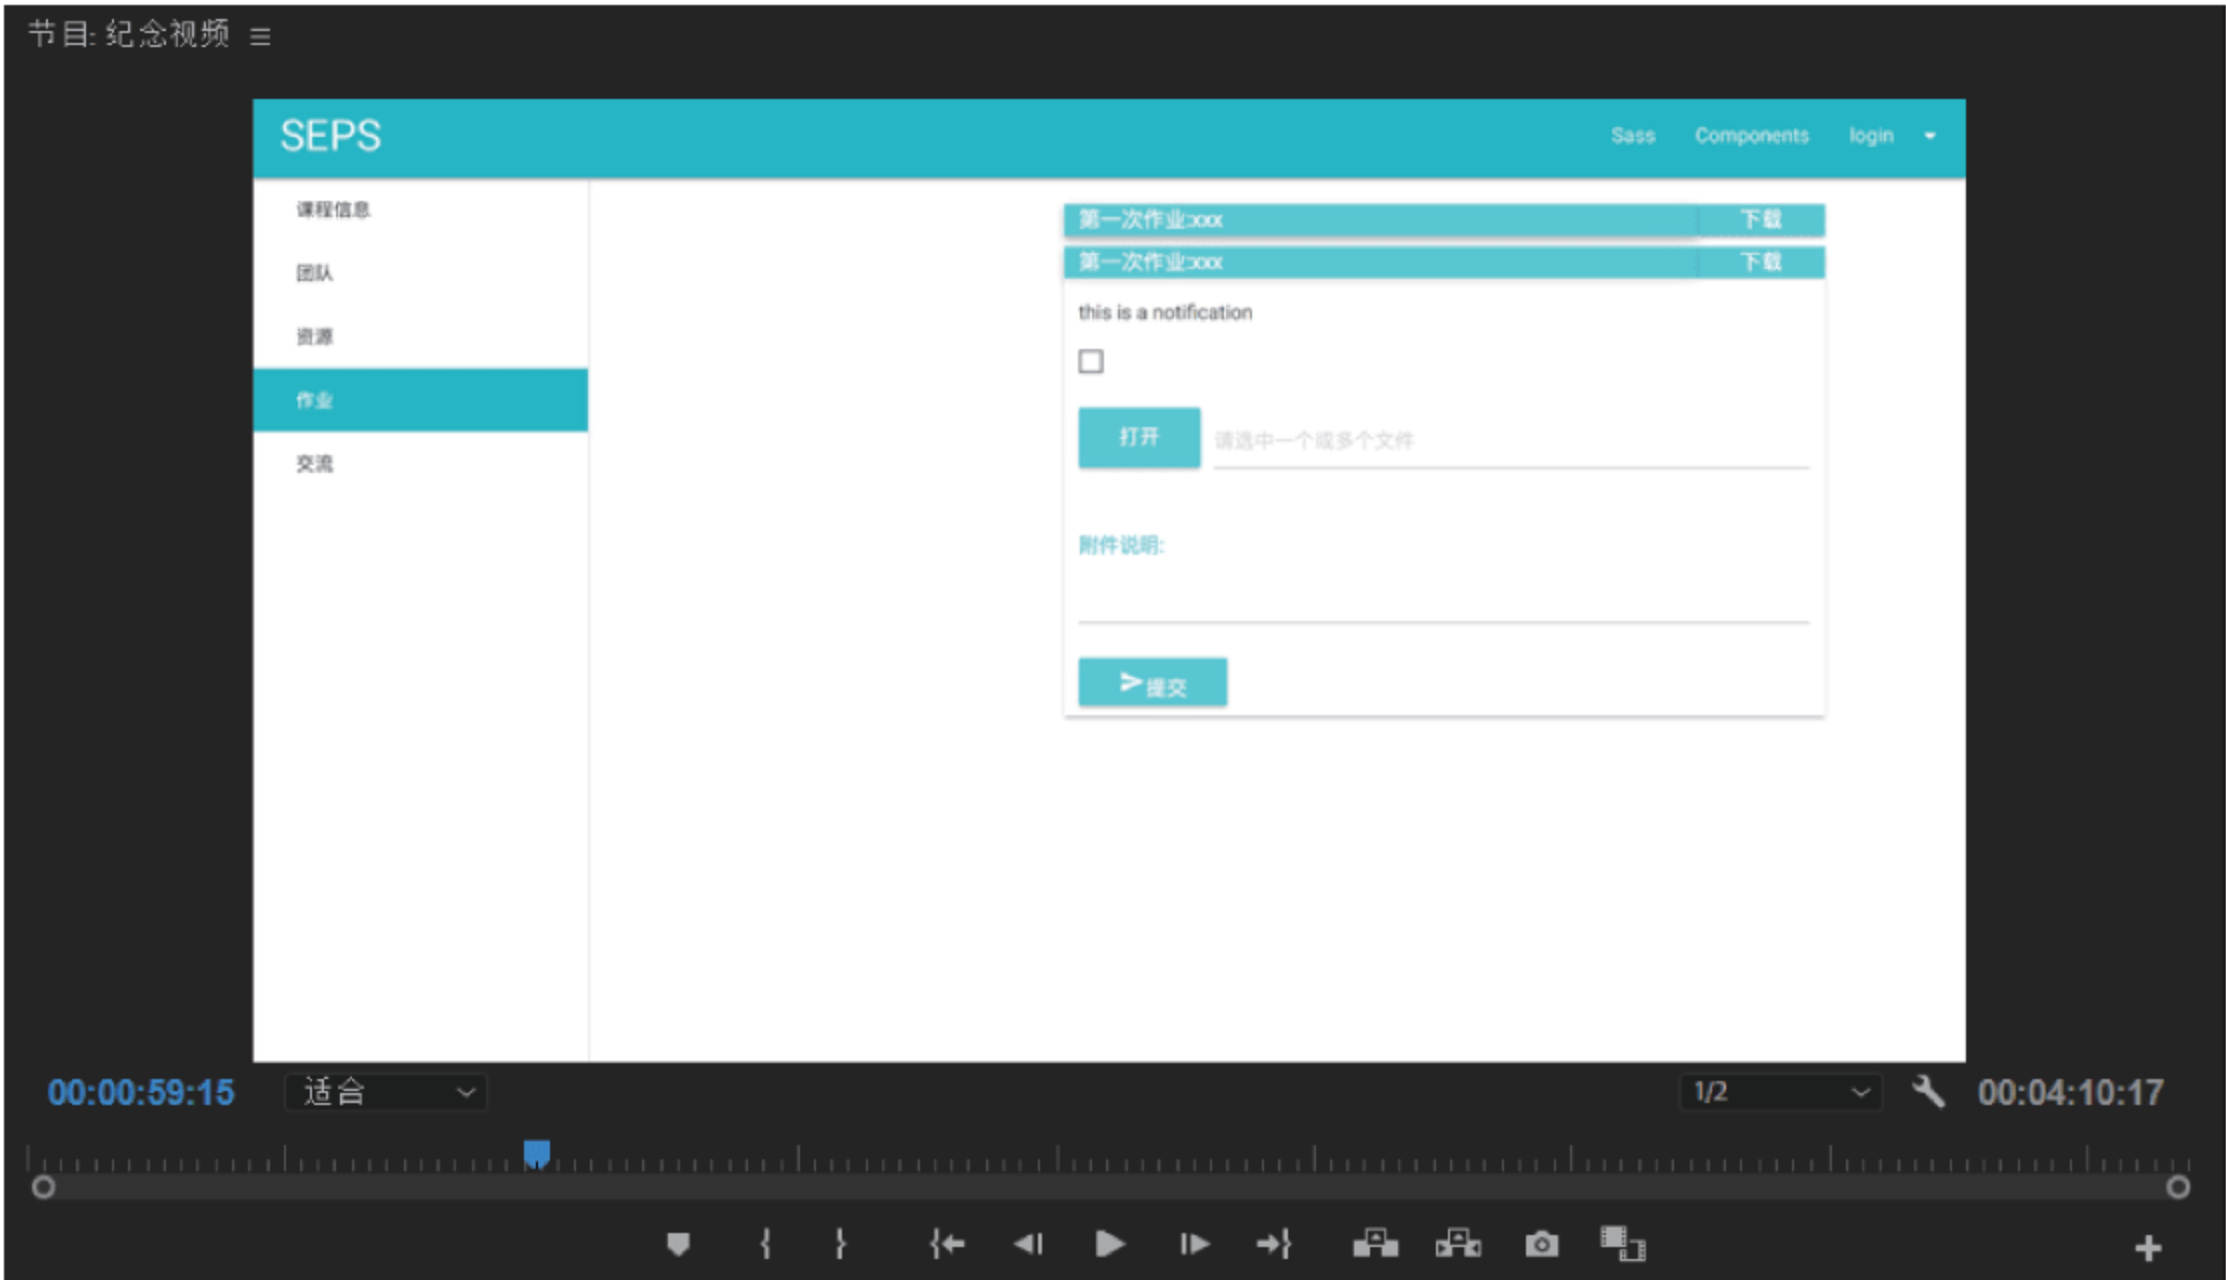 节目: 纪念视频
SEPS
Sass Components login
课程信息
团队
资源
作业
交流
第一次作业:xxx 下载
第一次作业:xxx 下载
this is a notification
打开 请选中一个或多个文件
附件说明:
提交
00:00:59:15 适合 1/2 00:04:10:17